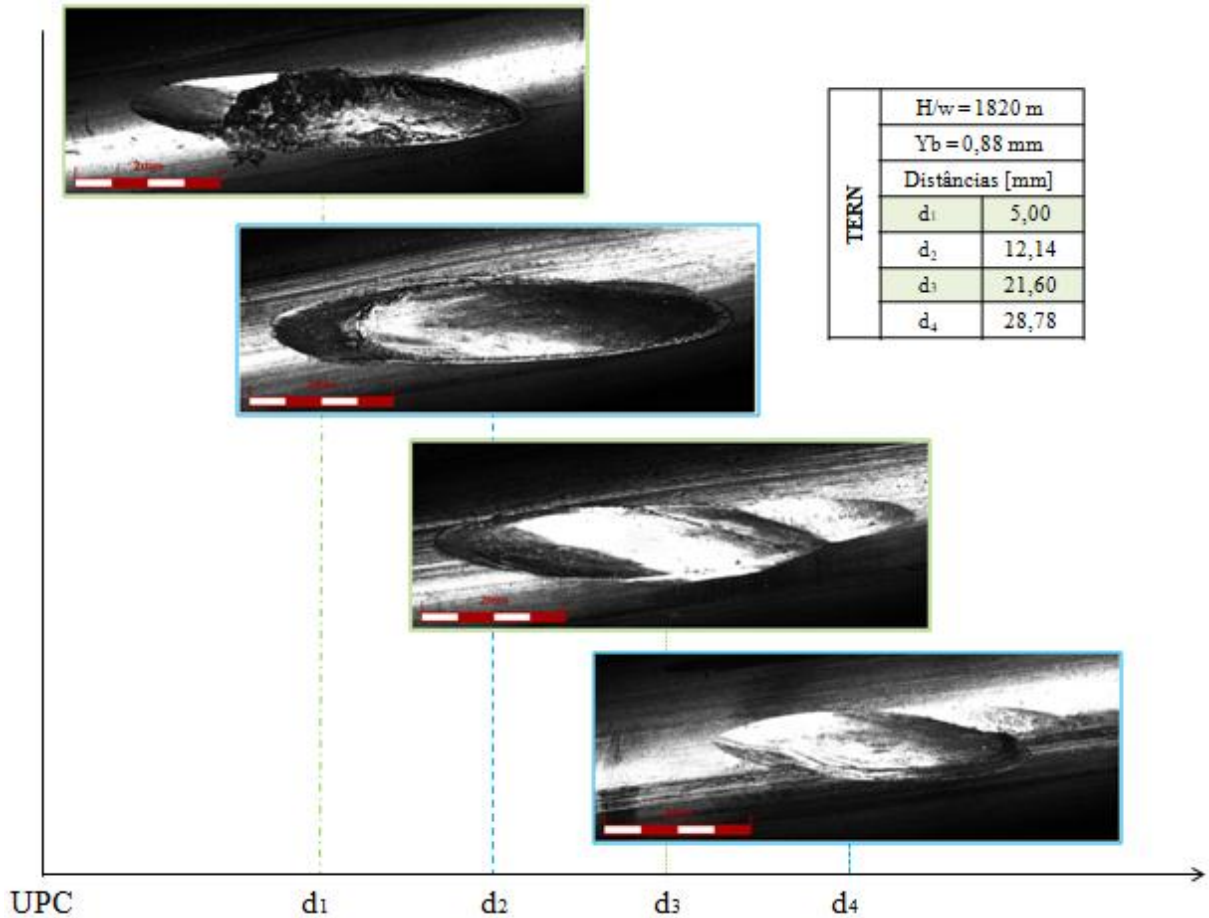 2mm
TERN
H/w = 1820 m
Yb = 0,88 mm
Distâncias [mm]
d₁ 5,00
d₂ 12,14
d₃ 21,60
d₄ 28,78
UPC d₁ d₂ d₃ d₄